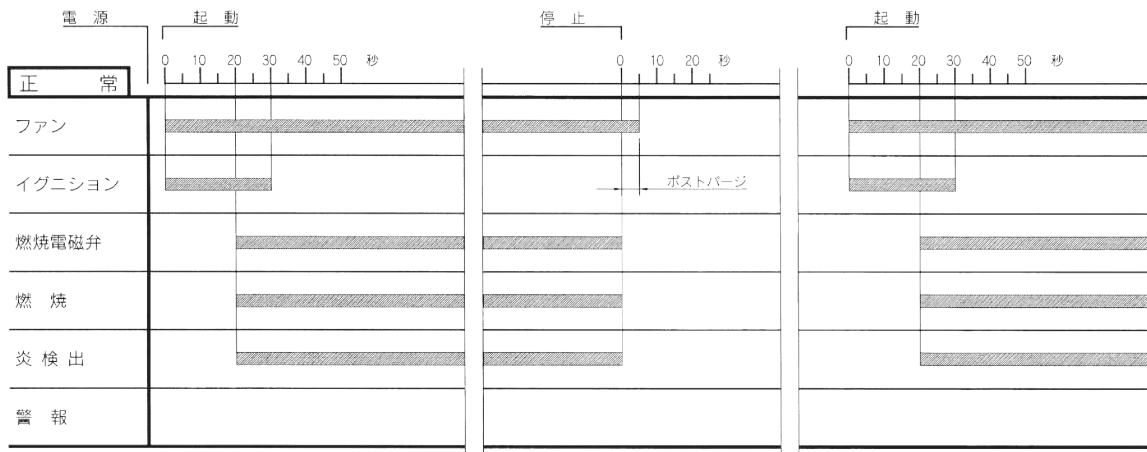 電源 起動 停止 起動
0 10 20 30 40 50 秒 0 10 20 秒 0 10 20 30 40 50 秒
正常
ファン
イグニション ポストパージ
燃焼電磁弁
燃焼
炎検出
警報